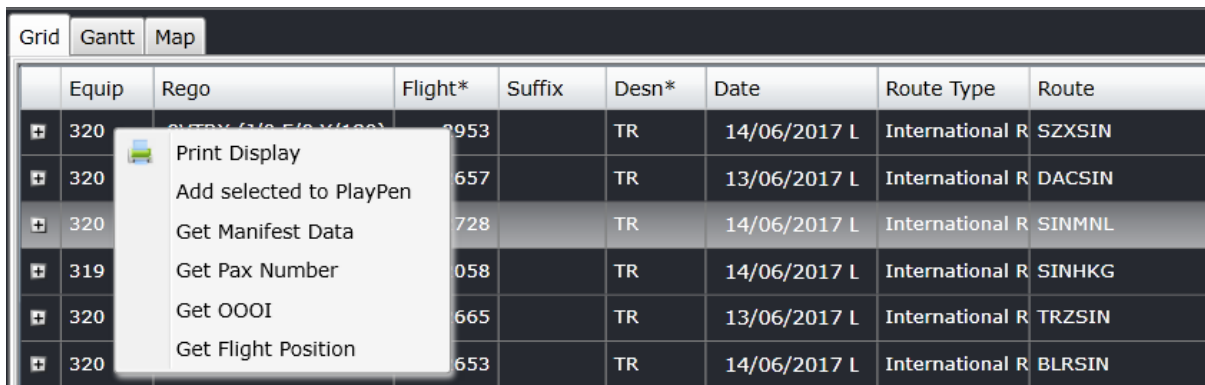 Grid Gantt Map
Equip Rego Flight* Suffix Desn* Date Route Type Route
320 2953 TR 14/06/2017 L International R SZXSIN
Print Display
320 657 TR 13/06/2017 L International R DACSIN
Add selected to PlayPen
320 728 TR 14/06/2017 L International R SINMNL
Get Manifest Data
319 058 TR 14/06/2017 L International R SINHKG
Get Pax Number
320 665 TR 13/06/2017 L International R TRZSIN
Get OOOI
320 653 TR 14/06/2017 L International R BLRSIN
Get Flight Position